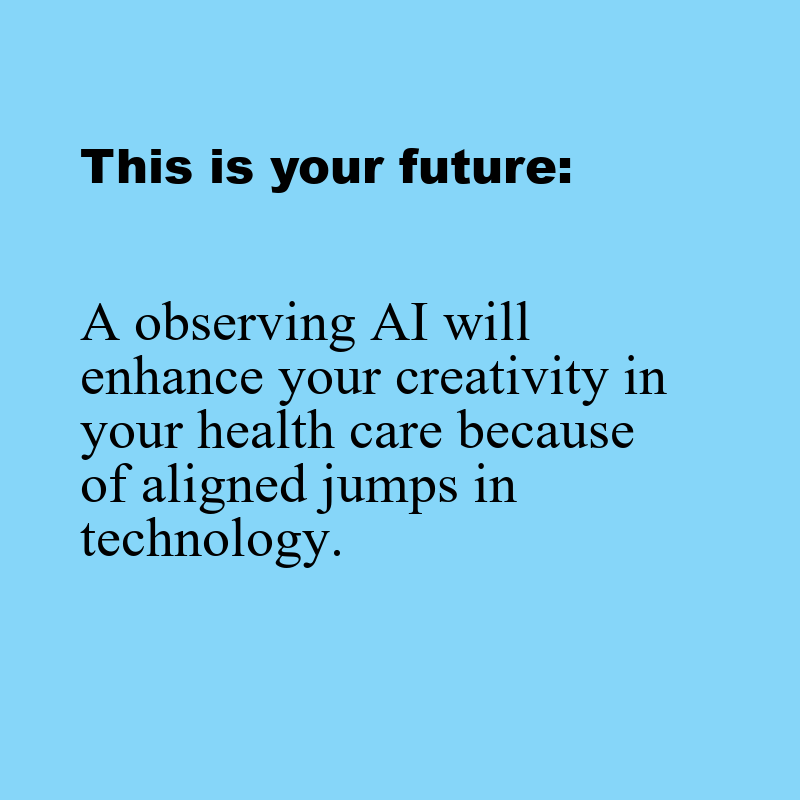 This is your future:
A observing AI will
enhance your creativity in
your health care because
of aligned jumps in
technology.